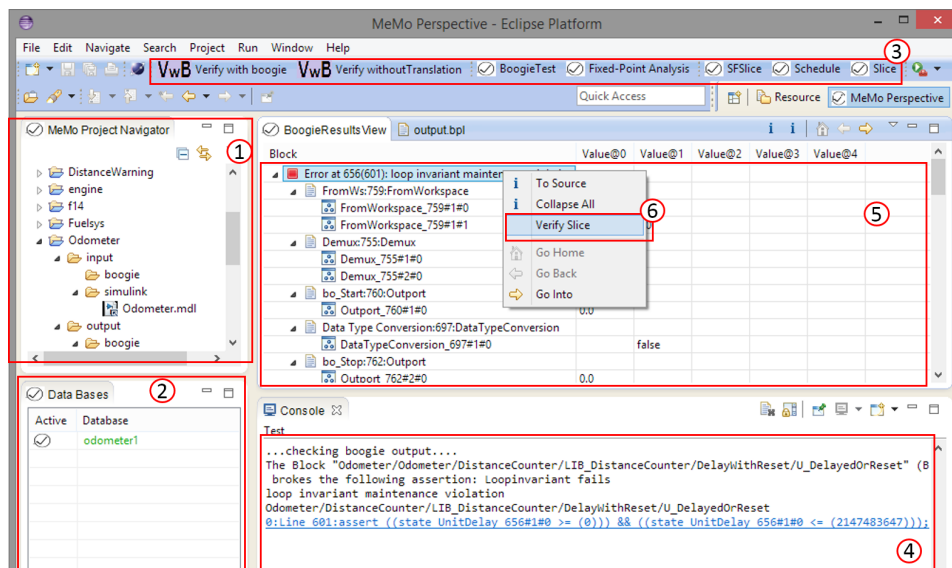 MeMo Perspective - Eclipse Platform
File Edit Navigate Search Project Run Window Help
3
VwB Verify with boogie VwB Verify withoutTranslation BoogieTest Fixed-Point Analysis SFSlice Schedule Slice
Quick Access Resource MeMo Perspective
MeMo Project Navigator
1
DistanceWarning
engine
f14
Fuelsys
Odometer
input
boogie
simulink
Odometer.mdl
output
boogie
BoogieResultsView output.bpl
Block Value@0 Value@1 Value@2 Value@3 Value@4
Error at 656(601): loop invariant
FromWs:759:FromWorkspace
FromWorkspace_759#1#0
FromWorkspace_759#1#1
Demux:755:Demux
Demux_755#1#0
Demux_755#2#0
bo_Start:760:Outport
Outport_760#1#0 0.0
Data Type Conversion:697:DataTypeConversion
DataTypeConversion_697#1#0 false
bo_Stop:762:Outport
Outport_762#2#0 0.0
To Source
Collapse All
Verify Slice
Go Home
Go Back
Go Into
6
5
Data Bases
2
Active Database
odometer1
Console
Test
...checking boogie output....
The Block "Odometer/Odometer/DistanceCounter/LIB_DistanceCounter/DelayWithReset/U_DelayedOrReset" (B
brokes the following assertion: Loopinvariant fails
loop invariant maintenance violation
Odometer/DistanceCounter/LIB_DistanceCounter/DelayWithReset/U_DelayedOrReset
0:Line 601:assert ((state UnitDelay 656#1#0 >= (0))) && ((state UnitDelay 656#1#0 <= (2147483647)));
4